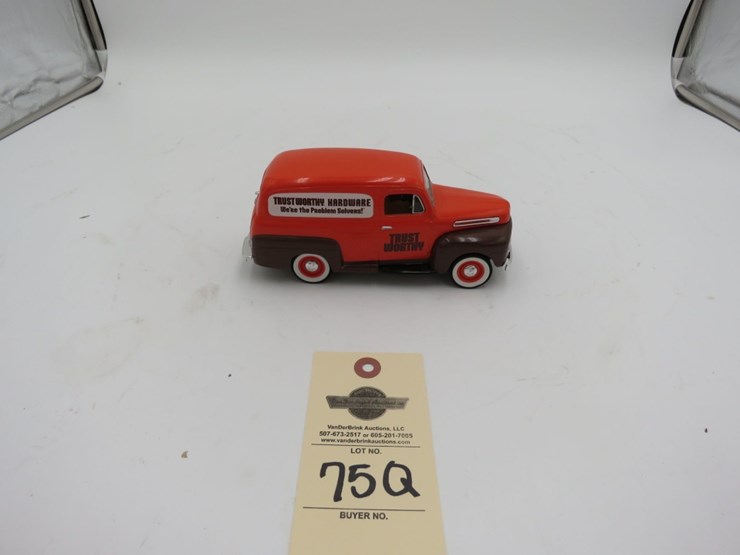 TRUSTWORTHY HARDWARE
We're the Problem Solvers!
TRUST
WORTHY
VanDerBrink Auctions, LLC
507-673-2517 or 605-201-7005
www.vanderbrinkauctions.com
LOT NO.
75Q
BUYER NO.